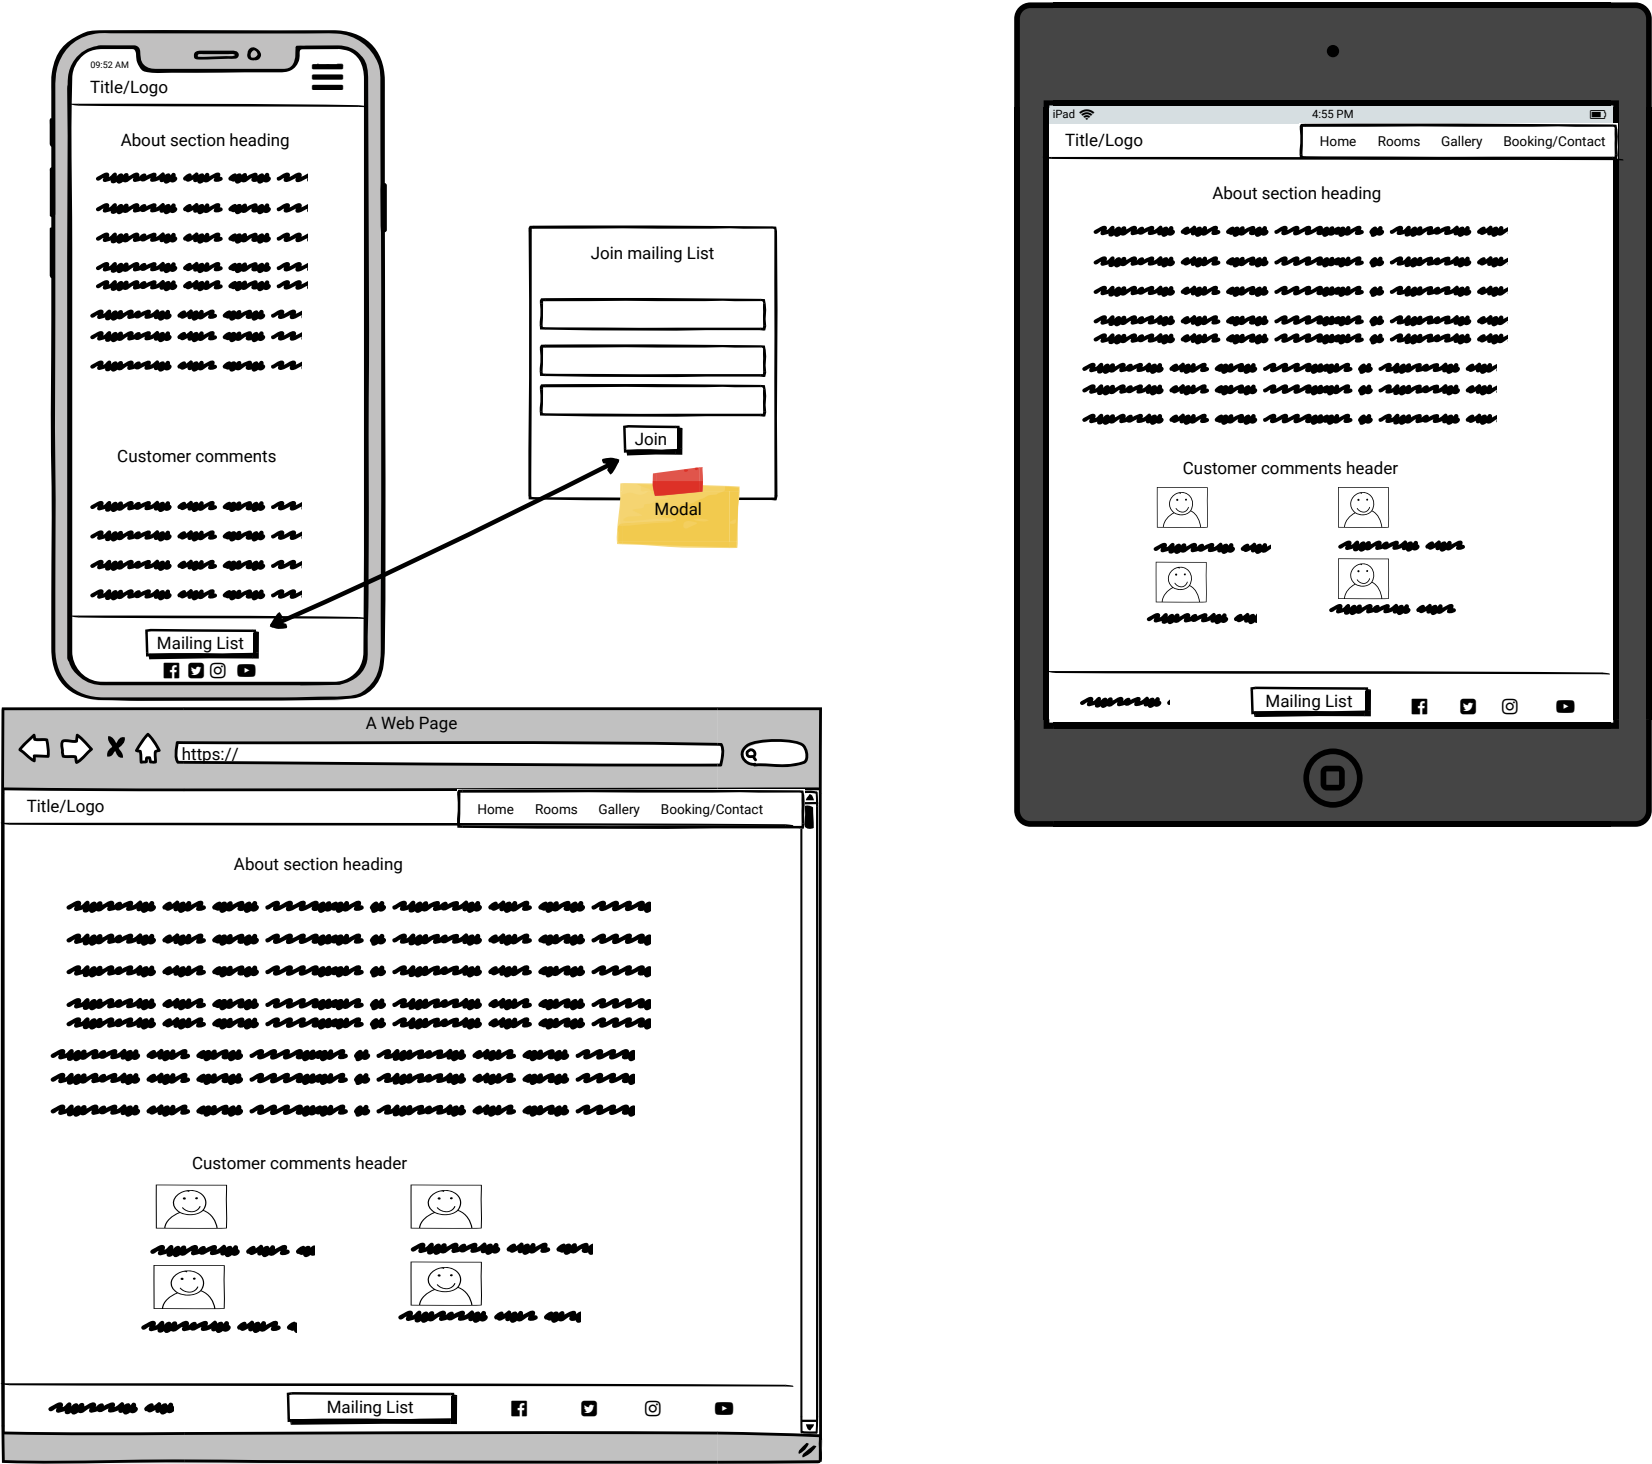 09:52 AM
Title/Logo
About section heading
Customer comments
Mailing List
Join mailing List
Join
Modal
iPad
4:55 PM
Title/Logo
Home Rooms Gallery Booking/Contact
About section heading
Customer comments header
Mailing List
A Web Page
https://
Title/Logo
Home Rooms Gallery Booking/Contact
About section heading
Customer comments header
Mailing List